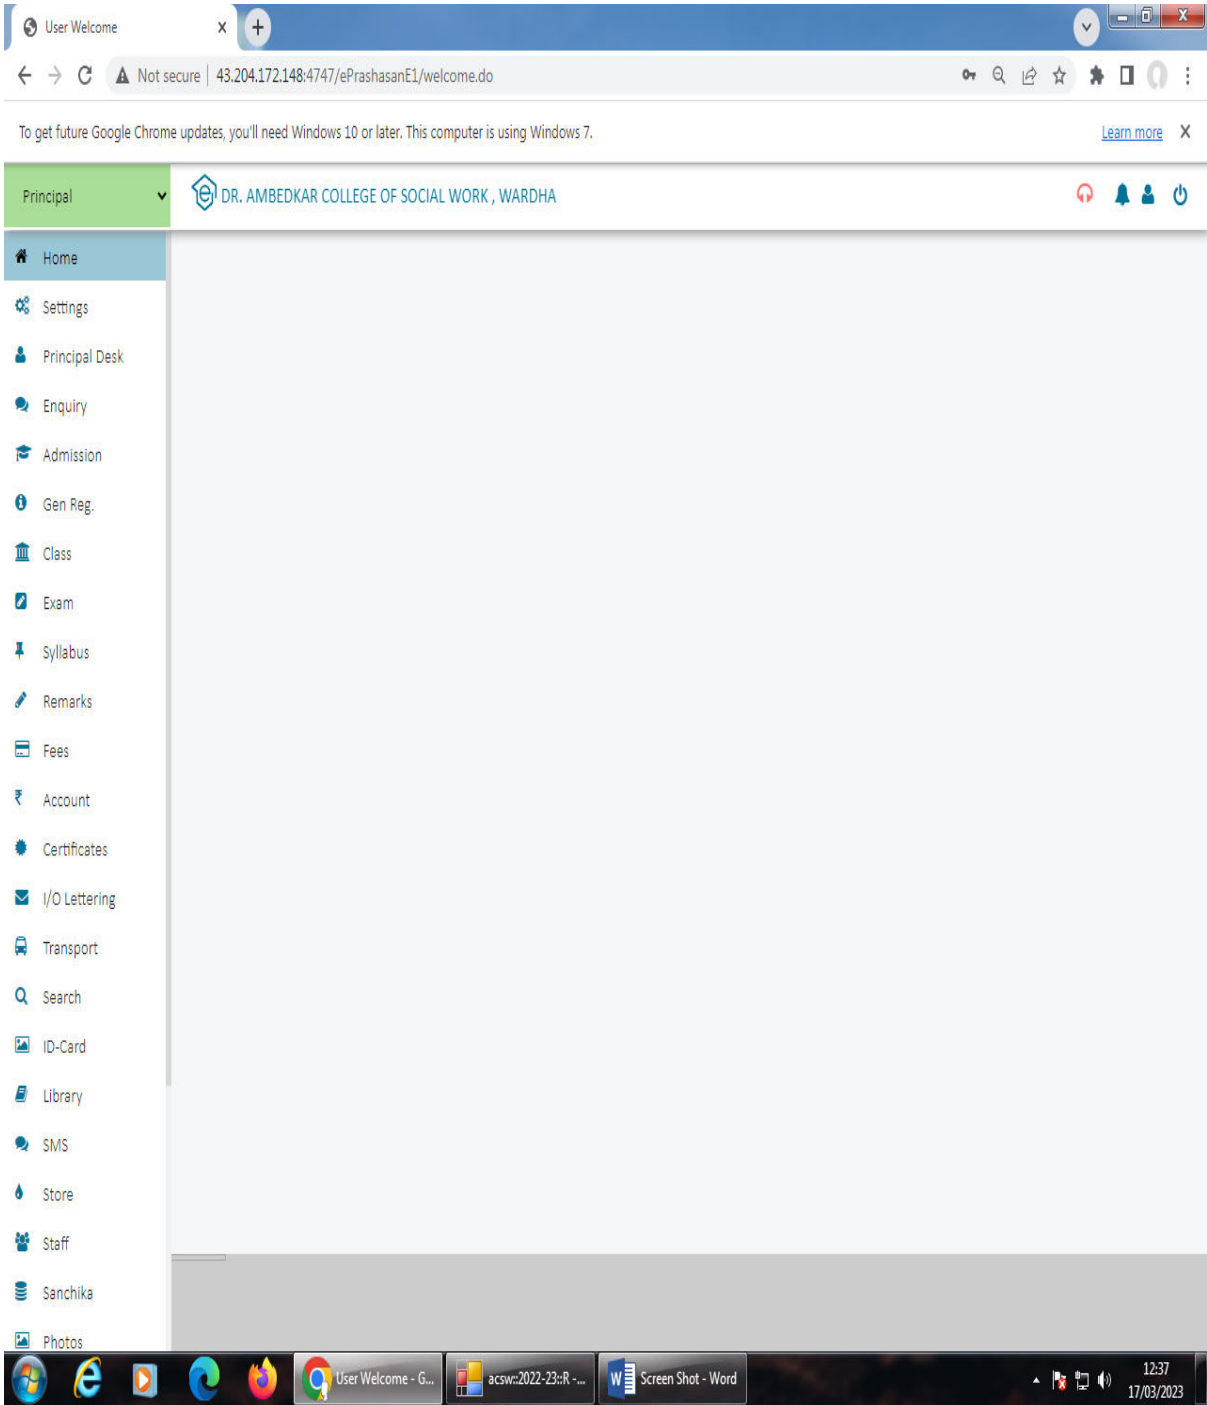 User Welcome
Not secure 43.204.172.148:4747/ePrashasanE1/welcome.do
To get future Google Chrome updates, you'll need Windows 10 or later. This computer is using Windows 7. Learn more X
Principal DR. AMBEDKAR COLLEGE OF SOCIAL WORK , WARDHA
Home
Settings
Principal Desk
Enquiry
Admission
Gen Reg.
Class
Exam
Syllabus
Remarks
Fees
₹ Account
Certificates
I/O Lettering
Transport
Search
ID-Card
Library
SMS
Store
Staff
Sanchika
Photos
User Welcome - G... acsw::2022-23::R -... Screen Shot - Word 12:37
17/03/2023